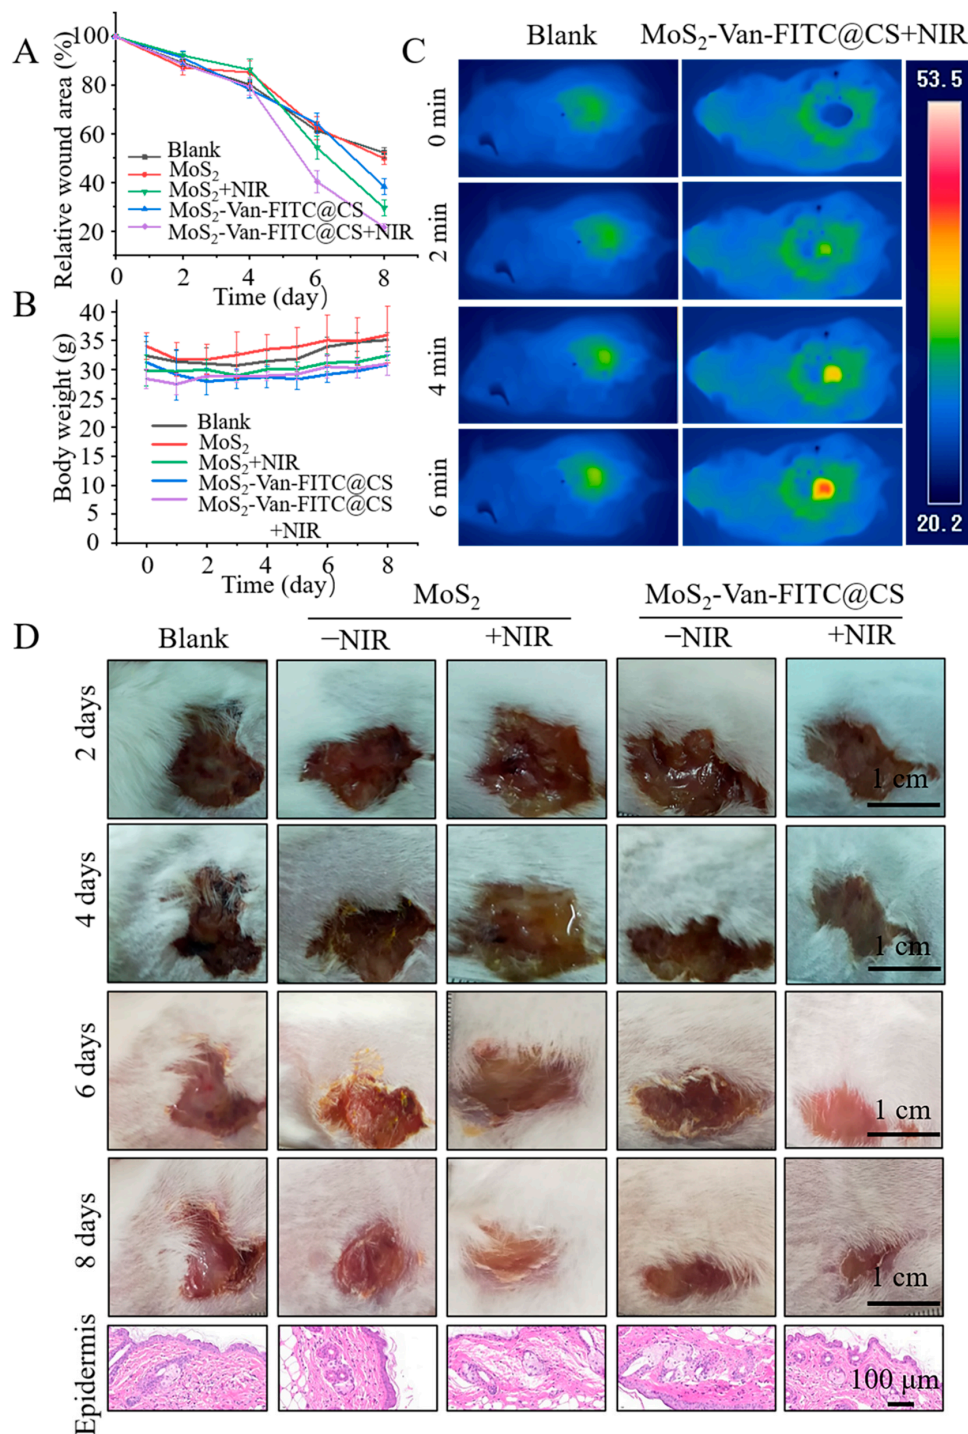 A
Relative wound area (%)
100
80
60
40
20
Blank
MoS₂
MoS₂+NIR
MoS₂-Van-FITC@CS
MoS₂-Van-FITC@CS+NIR
0 2 4 6 8
Time (day)
B
Body weight (g)
40
35
30
25
20
15
10
5
0
Blank
MoS₂
MoS₂+NIR
MoS₂-Van-FITC@CS
MoS₂-Van-FITC@CS
+NIR
0 2 4 6 8
Time (day)
C
Blank MoS₂-Van-FITC@CS+NIR
0 min
2 min
4 min
6 min
53.5
20.2
D
MoS₂ MoS₂-Van-FITC@CS
Blank −NIR +NIR −NIR +NIR
2 days
1 cm
4 days
1 cm
6 days
1 cm
8 days
1 cm
Epidermis
100 μm